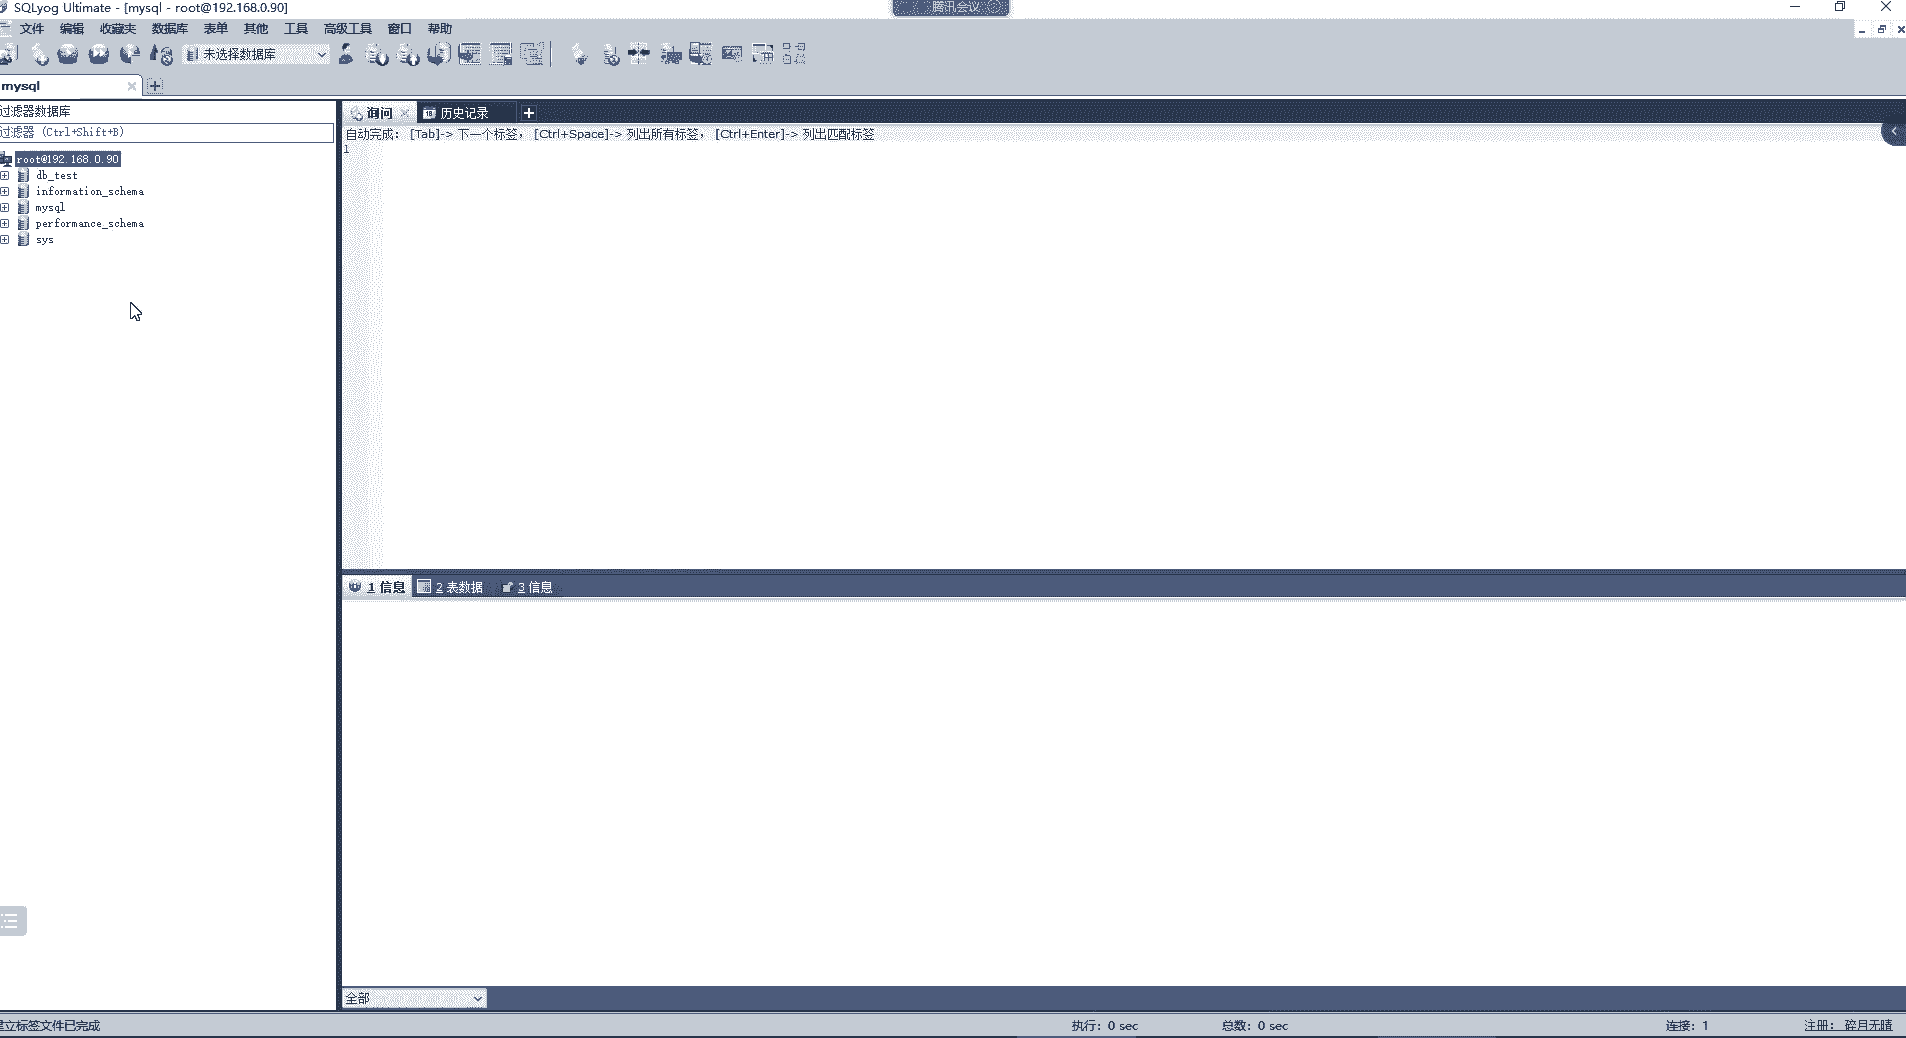 SQLyog Ultimate - [mysql - root@192.168.0.90]
腾讯会议
文件 编辑 收藏夹 数据库 表单 其他 工具 高级工具 窗口 帮助
未选择数据库
mysql
过滤器数据库
过滤器 (Ctrl+Shift+B)
root@192.168.0.90
db_test
information_schema
mysql
performance_schema
sys
询问 历史记录
自动完成: [Tab]-> 下一个标签, [Ctrl+Space]-> 列出所有标签, [Ctrl+Enter]-> 列出匹配标签
1
1 信息 2 表数据 3 信息
全部
建立标签文件已完成 执行: 0 sec 总数: 0 sec 连接: 1 注册: 碎月无晴